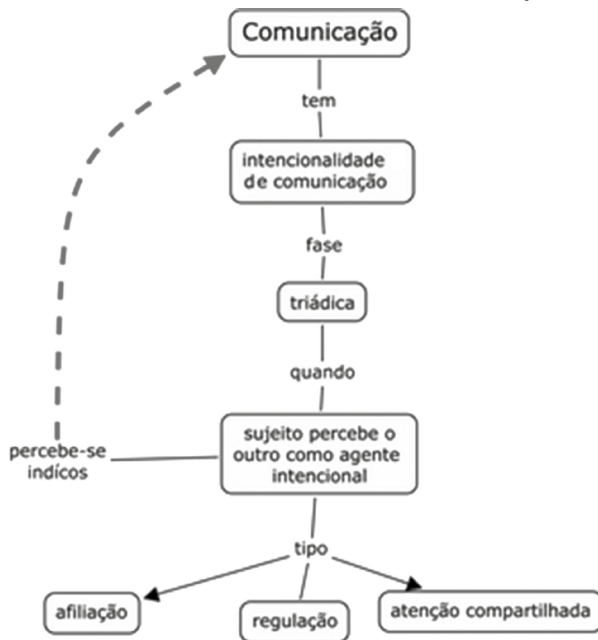 Comunicação
tem
intencionalidade
de comunicação
fase
triádica
quando
sujeito percebe o
outro como agente
intencional
percebe-se
indícos
tipo
afiliação
regulação
atenção compartilhada